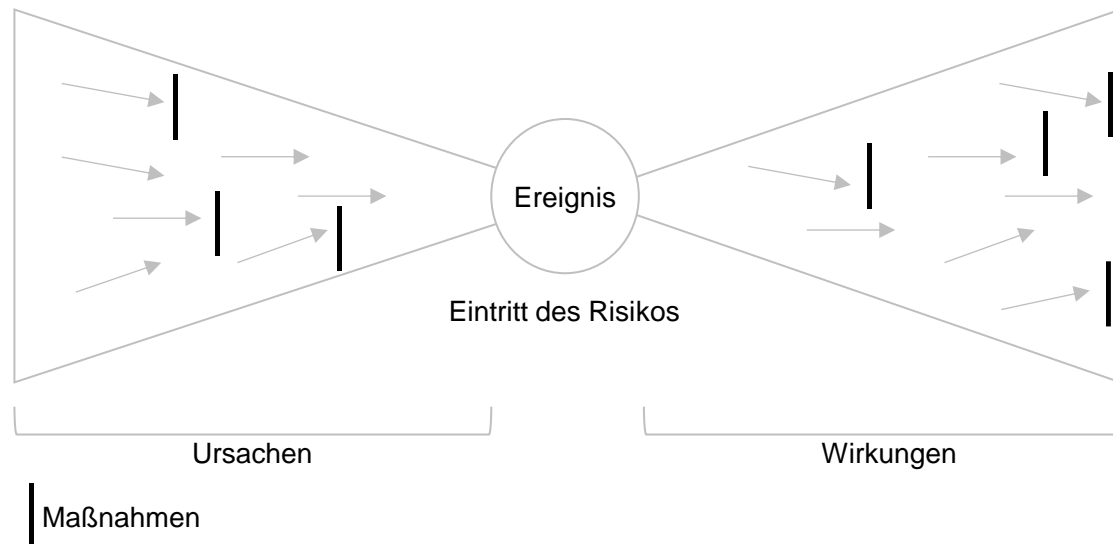 Ereignis
Eintritt des Risikos
Ursachen
Wirkungen
Maßnahmen